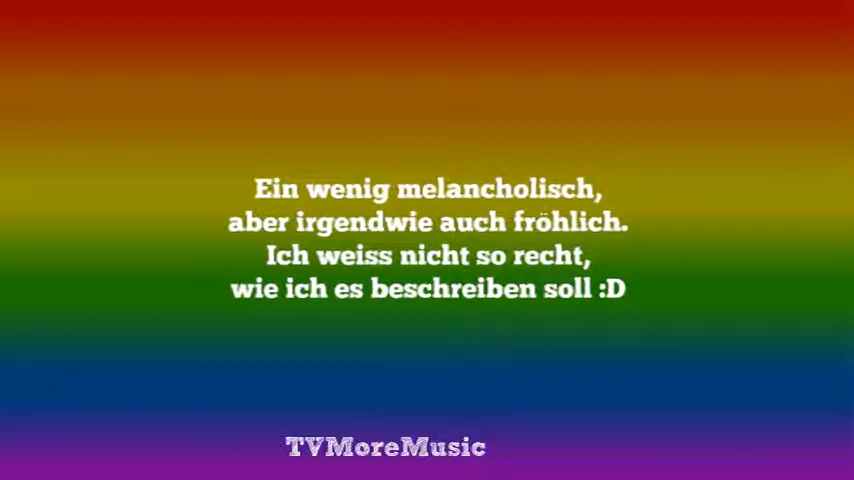 Ein wenig melancholisch,
aber irgendwie auch fröhlich.
Ich weiss nicht so recht,
wie ich es beschreiben soll :D
TVMoreMusic